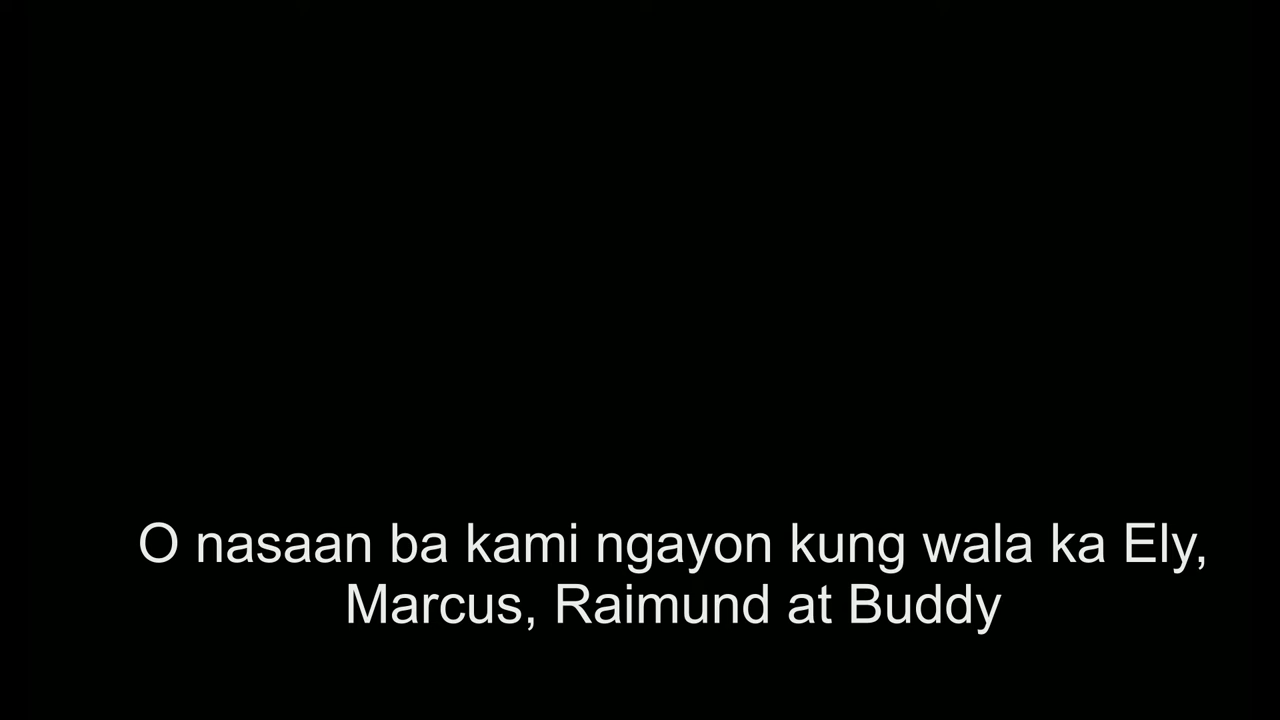 O nasaan ba kami ngayon kung wala ka Ely,
Marcus, Raimund at Buddy